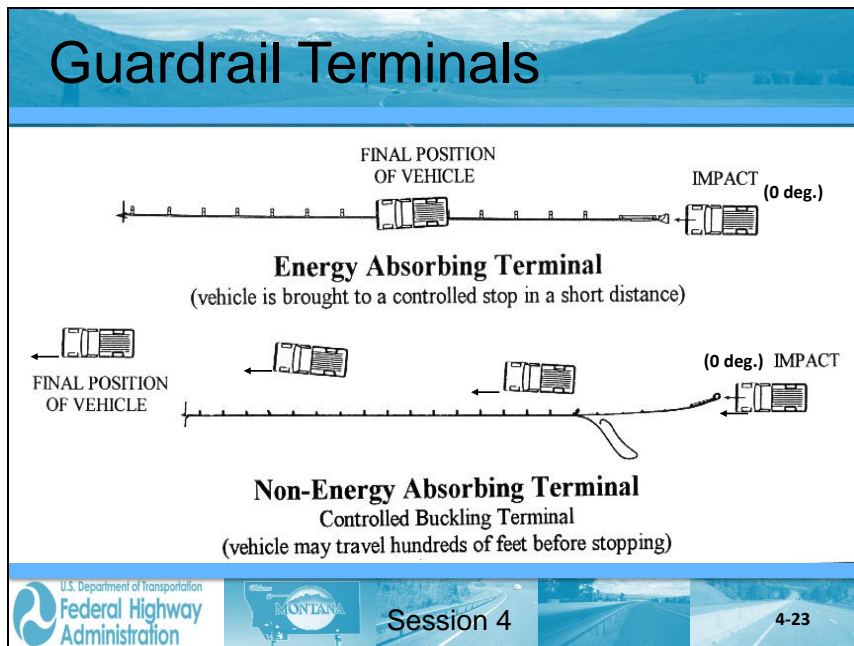 Guardrail Terminals
FINAL POSITION
OF VEHICLE
IMPACT (0 deg.)
Energy Absorbing Terminal
(vehicle is brought to a controlled stop in a short distance)
(0 deg.) IMPACT
FINAL POSITION
OF VEHICLE
Non-Energy Absorbing Terminal
Controlled Buckling Terminal
(vehicle may travel hundreds of feet before stopping)
U.S. Department of Transportation
Federal Highway
Administration
Welcome
to
MONTANA
Session 4
4-23